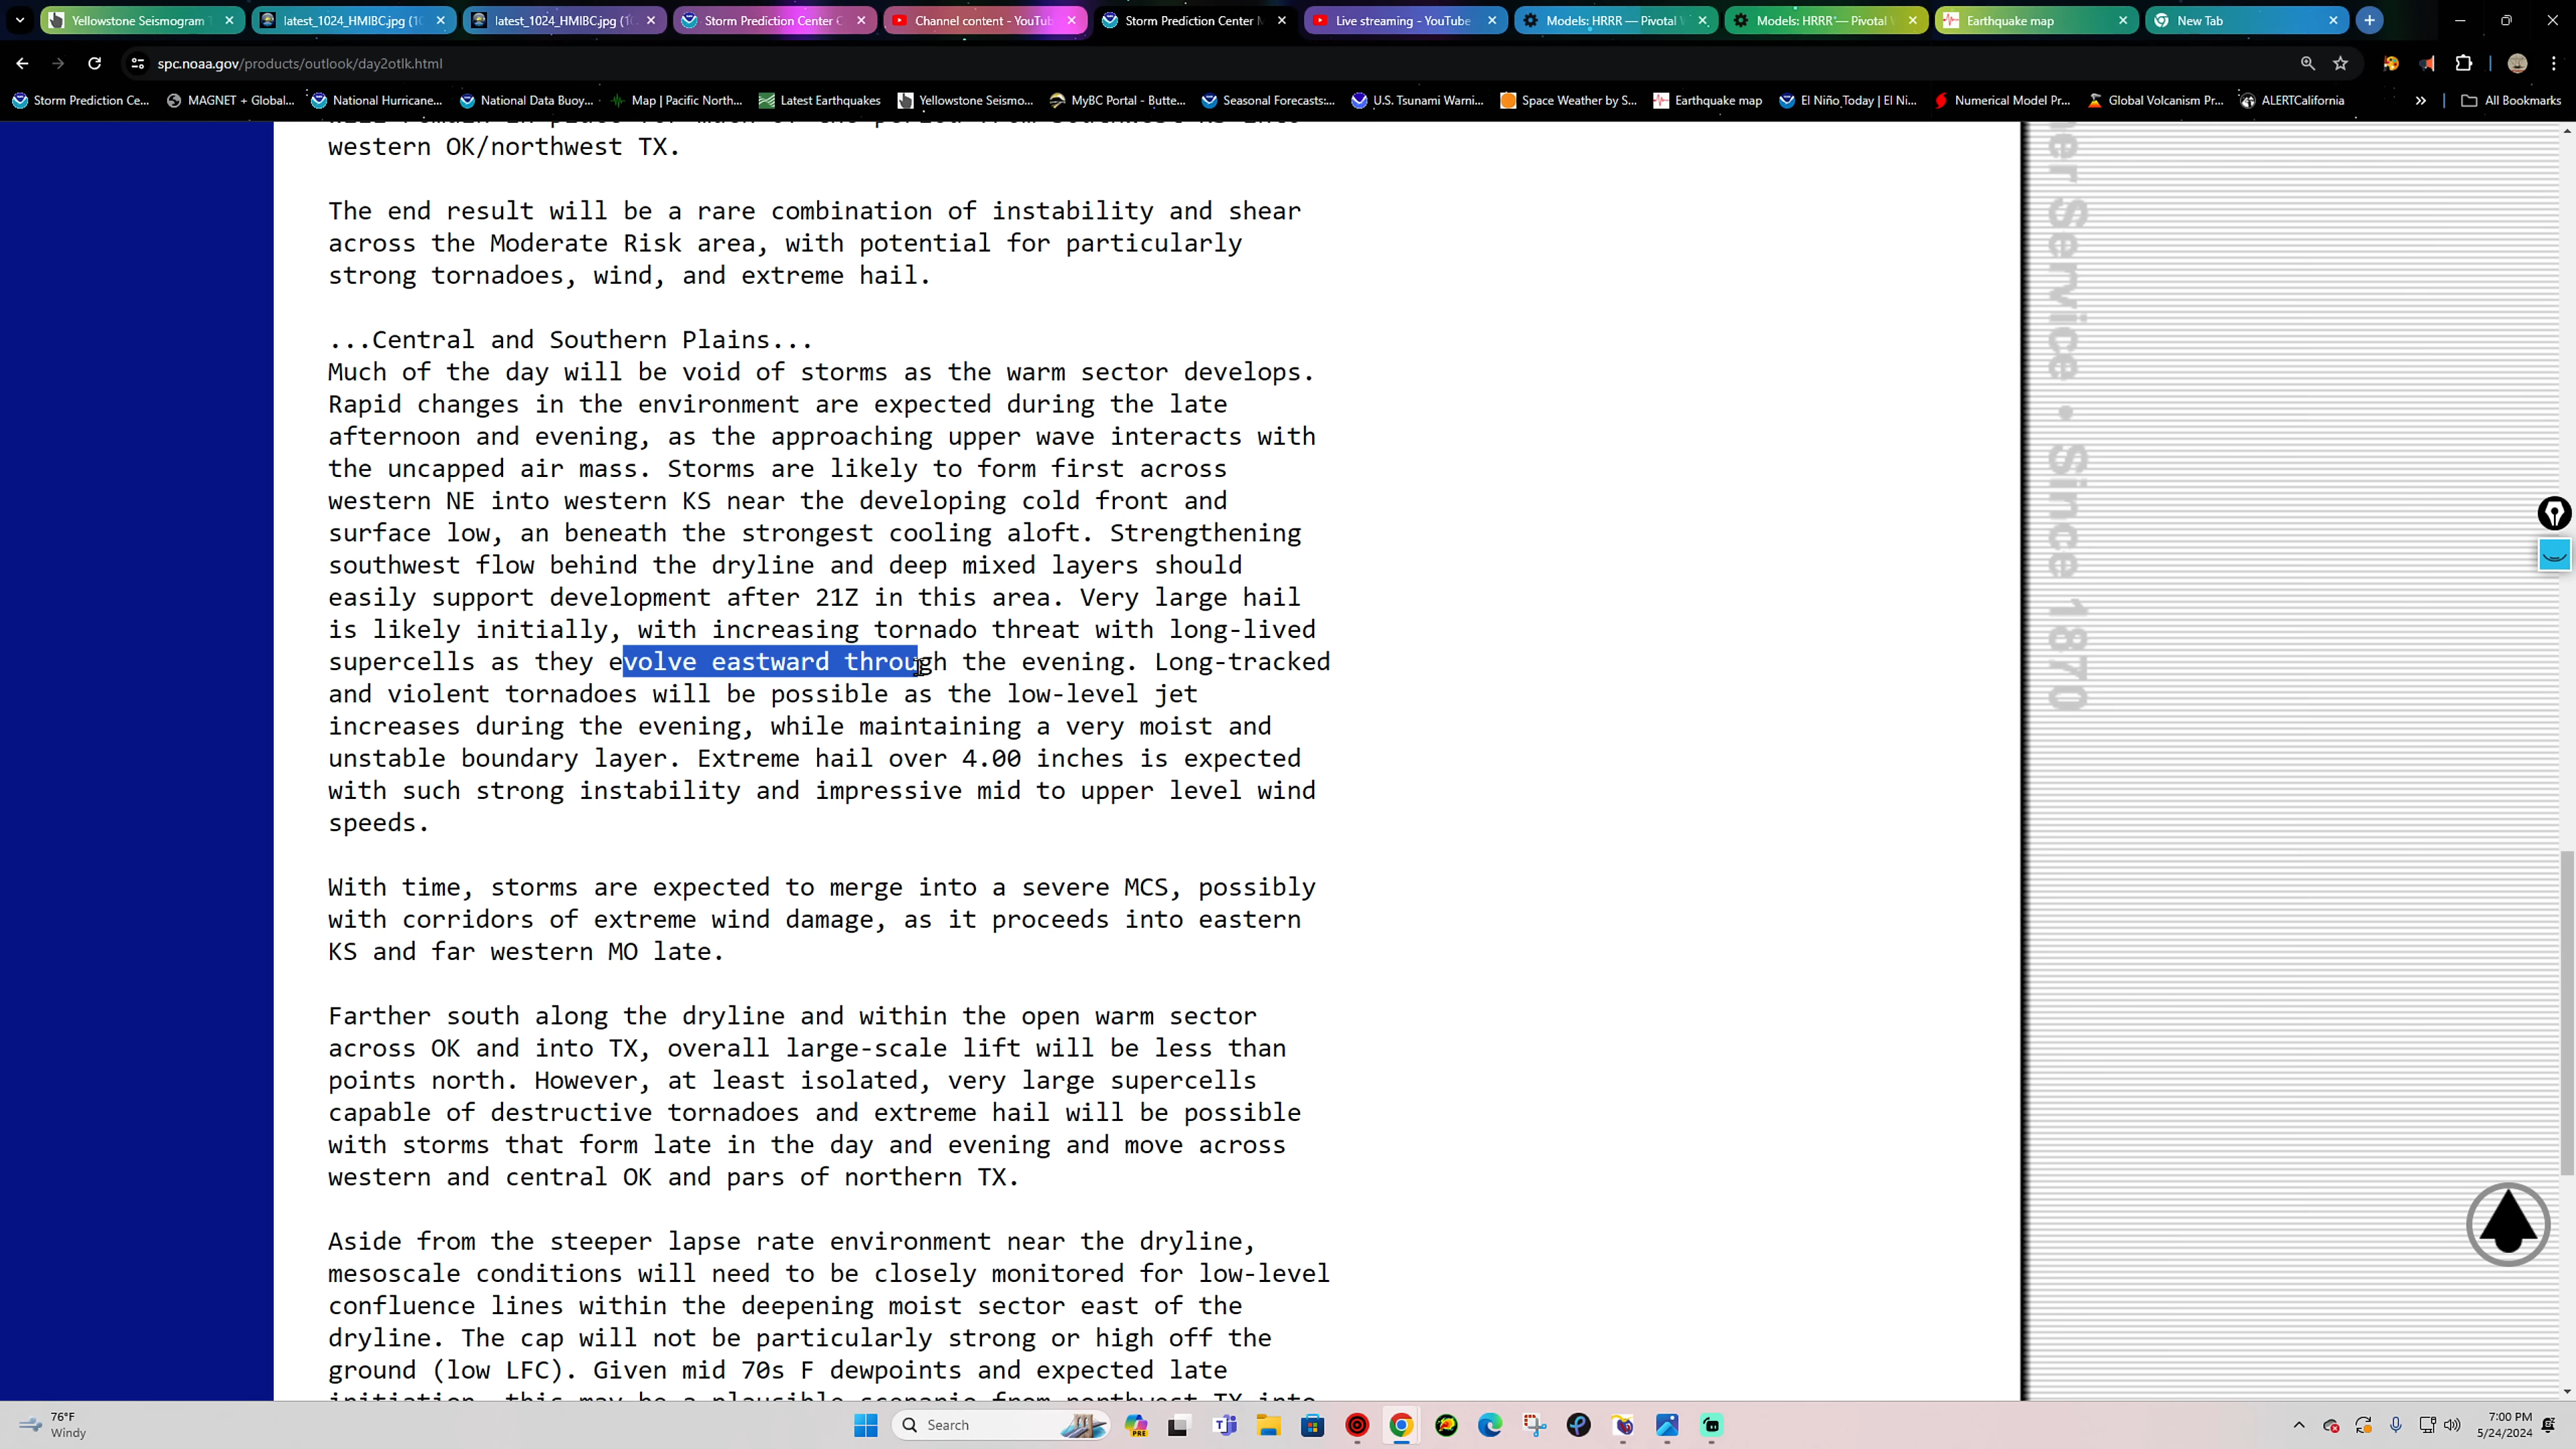 Yellowstone Seismogram
latest_1024_HMIBC.jpg (1
latest_1024_HMIBC.jpg (1
Storm Prediction Center
Channel content - YouTub
Storm Prediction Center
Live streaming - YouTube
Models: HRRR — Pivotal
Models: HRRR — Pivotal
Earthquake map
New Tab
spc.noaa.gov/products/outlook/day2otlk.html
Storm Prediction Ce...
MAGNET + Global...
National Hurricane...
National Data Buoy...
Map | Pacific North...
Latest Earthquakes
Yellowstone Seismo...
MyBC Portal - Butte...
Seasonal Forecasts:...
U.S. Tsunami Warni...
Space Weather by S...
Earthquake map
El Niño Today | El Ni...
Numerical Model Pr...
Global Volcanism Pr...
ALERTCalifornia
All Bookmarks
western OK/northwest TX.
The end result will be a rare combination of instability and shear
across the Moderate Risk area, with potential for particularly
strong tornadoes, wind, and extreme hail.
...Central and Southern Plains...
Much of the day will be void of storms as the warm sector develops.
Rapid changes in the environment are expected during the late
afternoon and evening, as the approaching upper wave interacts with
the uncapped air mass. Storms are likely to form first across
western NE into western KS near the developing cold front and
surface low, an beneath the strongest cooling aloft. Strengthening
southwest flow behind the dryline and deep mixed layers should
easily support development after 21Z in this area. Very large hail
is likely initially, with increasing tornado threat with long-lived
supercells as they evolve eastward through the evening. Long-tracked
and violent tornadoes will be possible as the low-level jet
increases during the evening, while maintaining a very moist and
unstable boundary layer. Extreme hail over 4.00 inches is expected
with such strong instability and impressive mid to upper level wind
speeds.
With time, storms are expected to merge into a severe MCS, possibly
with corridors of extreme wind damage, as it proceeds into eastern
KS and far western MO late.
Farther south along the dryline and within the open warm sector
across OK and into TX, overall large-scale lift will be less than
points north. However, at least isolated, very large supercells
capable of destructive tornadoes and extreme hail will be possible
with storms that form late in the day and evening and move across
western and central OK and pars of northern TX.
Aside from the steeper lapse rate environment near the dryline,
mesoscale conditions will need to be closely monitored for low-level
confluence lines within the deepening moist sector east of the
dryline. The cap will not be particularly strong or high off the
ground (low LFC). Given mid 70s F dewpoints and expected late
Service • Since 1870
76°F
Windy
Search
PRE
7:00 PM
5/24/2024